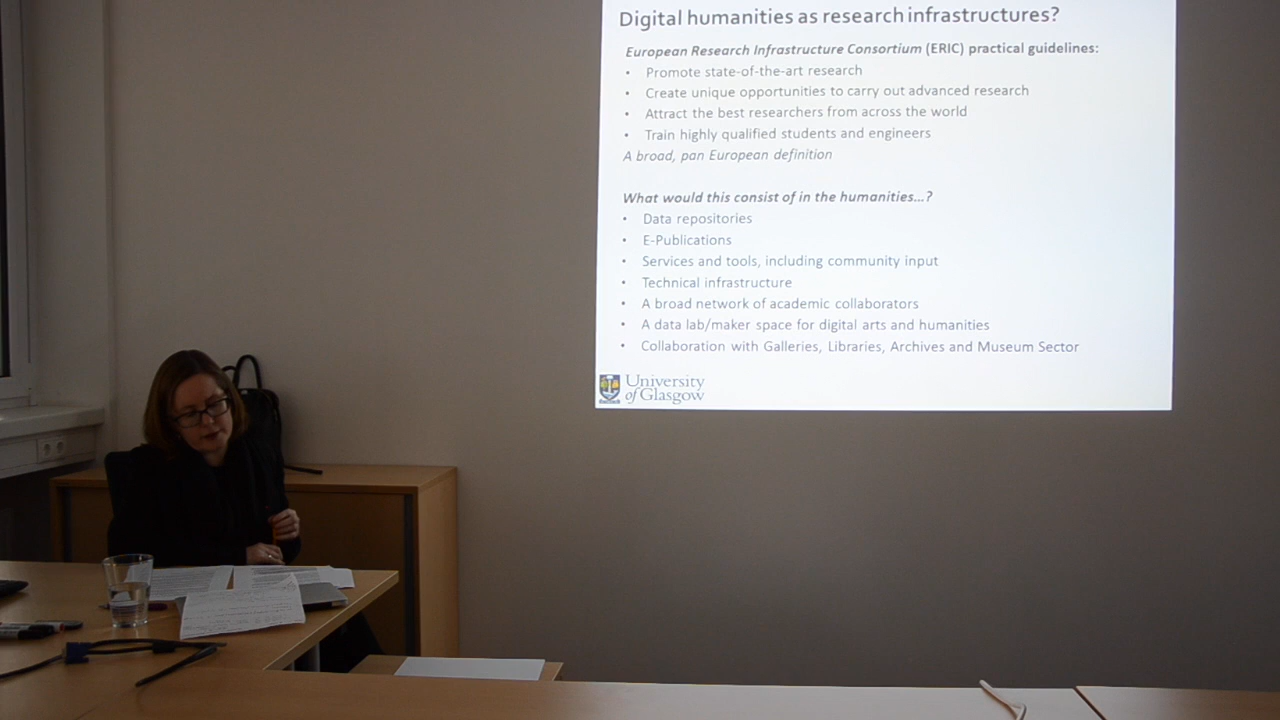 Digital humanities as research infrastructures?
European Research Infrastructure Consortium (ERIC) practical guidelines:
• Promote state-of-the-art research
• Create unique opportunities to carry out advanced research
• Attract the best researchers from across the world
• Train highly qualified students and engineers
A broad, pan European definition
What would this consist of in the humanities...?
• Data repositories
• E-Publications
• Services and tools, including community input
• Technical infrastructure
• A broad network of academic collaborators
• A data lab/maker space for digital arts and humanities
• Collaboration with Galleries, Libraries, Archives and Museum Sector
University
of Glasgow